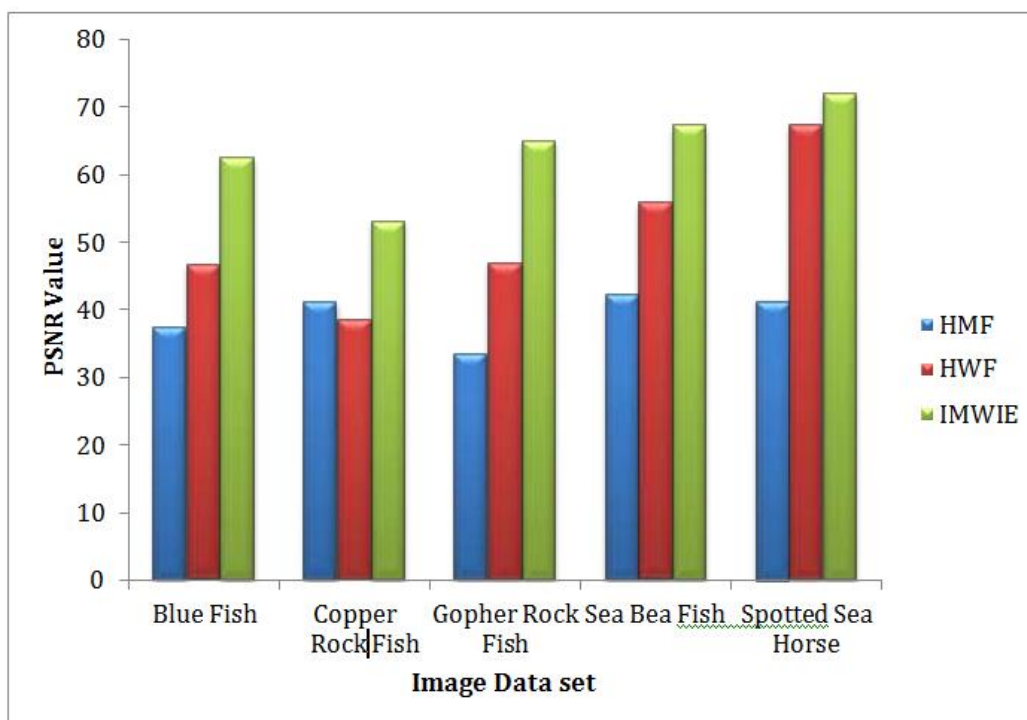 80
70
60
50
40
30
20
10
0
PSNR Value
Blue Fish
Copper
Rock Fish
Gopher Rock
Fish
Sea Bea Fish
Spotted Sea
Horse
Image Data set
HMF
HWF
IMWIE